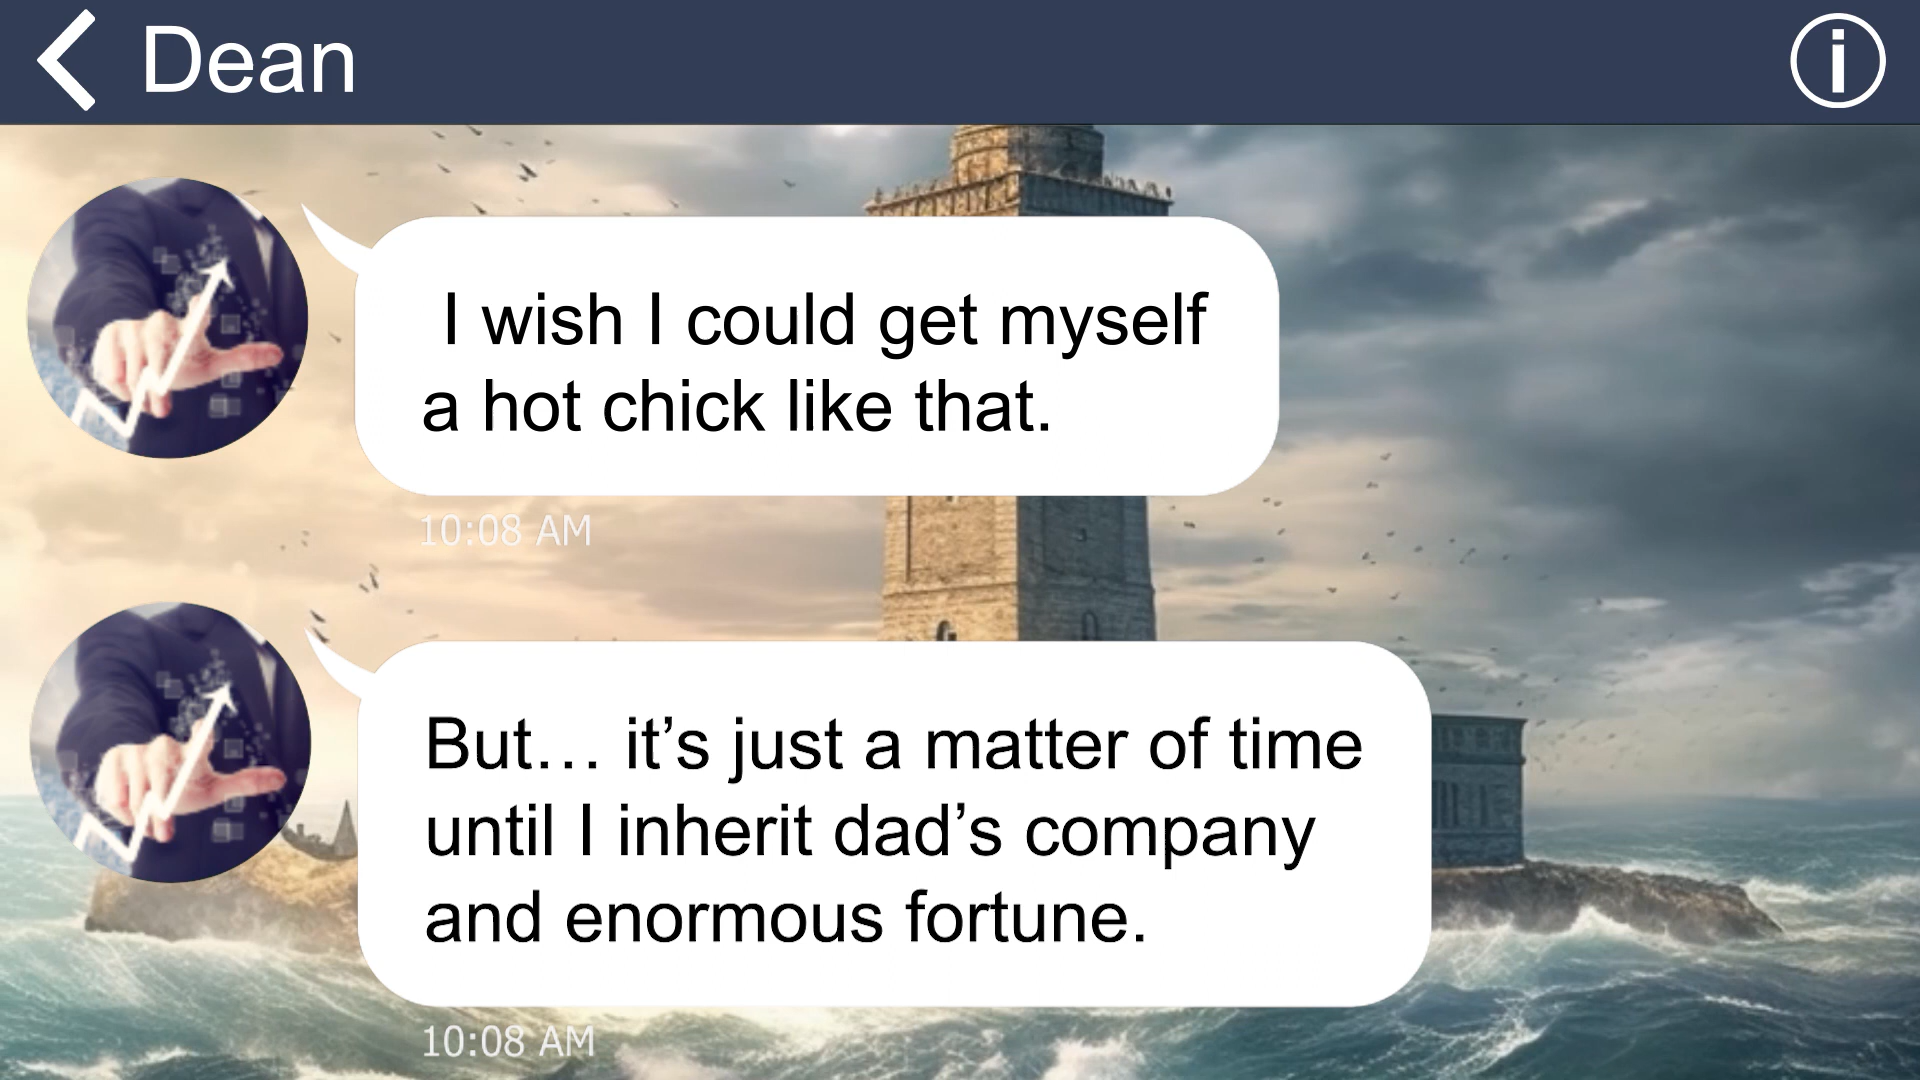 Dean
I wish I could get myself
a hot chick like that.
10:08 AM
But… it’s just a matter of time
until I inherit dad’s company
and enormous fortune.
10:08 AM